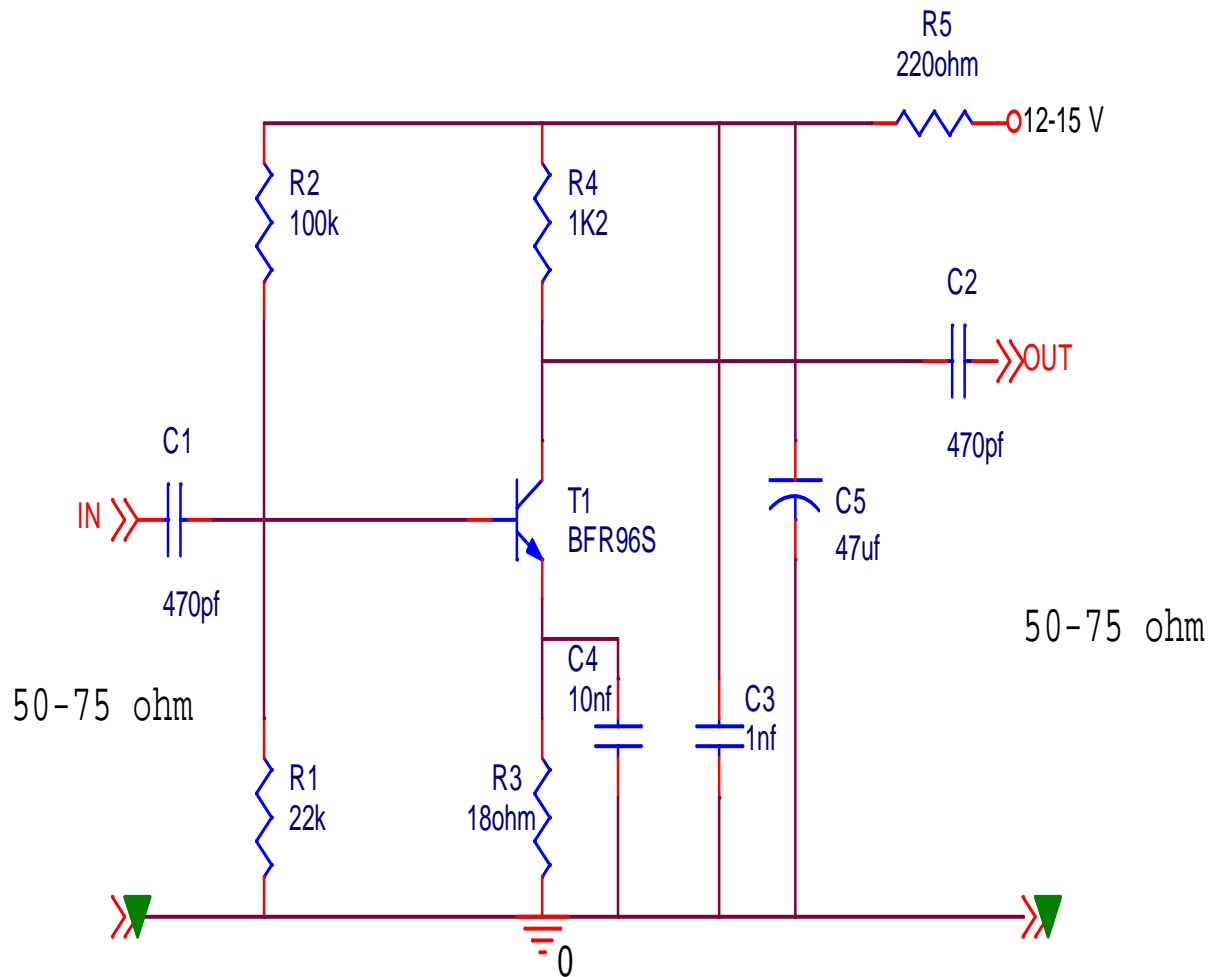 R5
220ohm
12-15 V
R2
100k
R4
1K2
C2
OUT
470pf
C1
IN
470pf
T1
BFR96S
C5
47uf
50-75 ohm
C4
10nf
C3
1nf
50-75 ohm
R1
22k
R3
18ohm
0